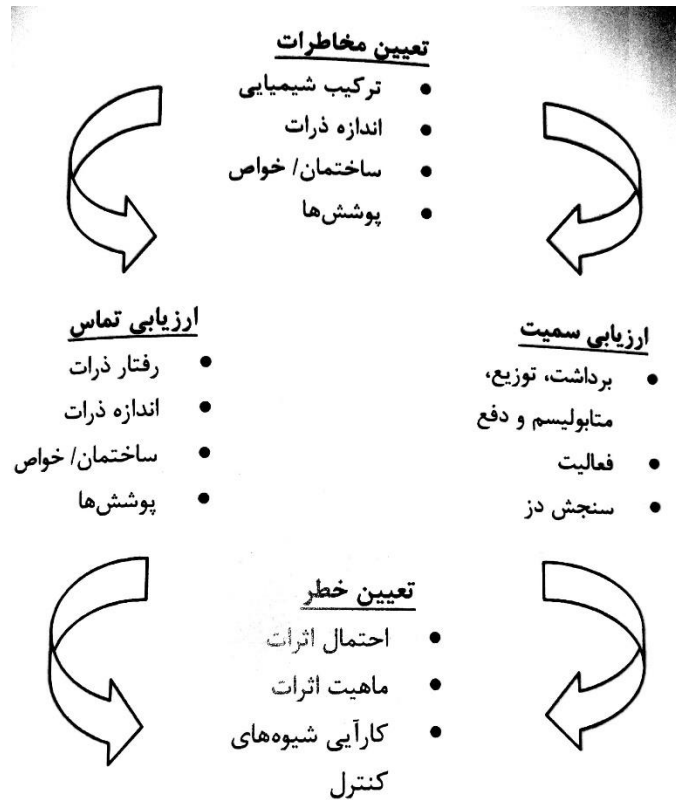 تعیین مخاطرات
• ترکیب شیمیایی
• اندازه ذرات
• ساختمان/ خواص
• پوشش‌ها
ارزیابی سمیت
• برداشت، توزیع،
متابولیسم و دفع
• فعالیت
• سنجش دز
ارزیابی تماس
• رفتار ذرات
• اندازه ذرات
• ساختمان/ خواص
• پوشش‌ها
تعیین خطر
• احتمال اثرات
• ماهیت اثرات
• کارآیی شیوه‌های
کنترل